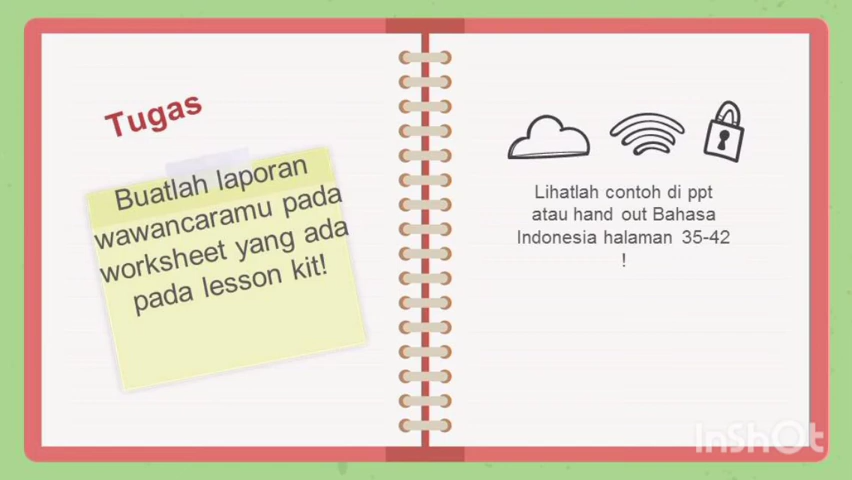 Tugas
Buatlah laporan
wawancaramu pada
worksheet yang ada
pada lesson kit!
Lihatlah contoh di ppt
atau hand out Bahasa
Indonesia halaman 35-42
!
InShOt